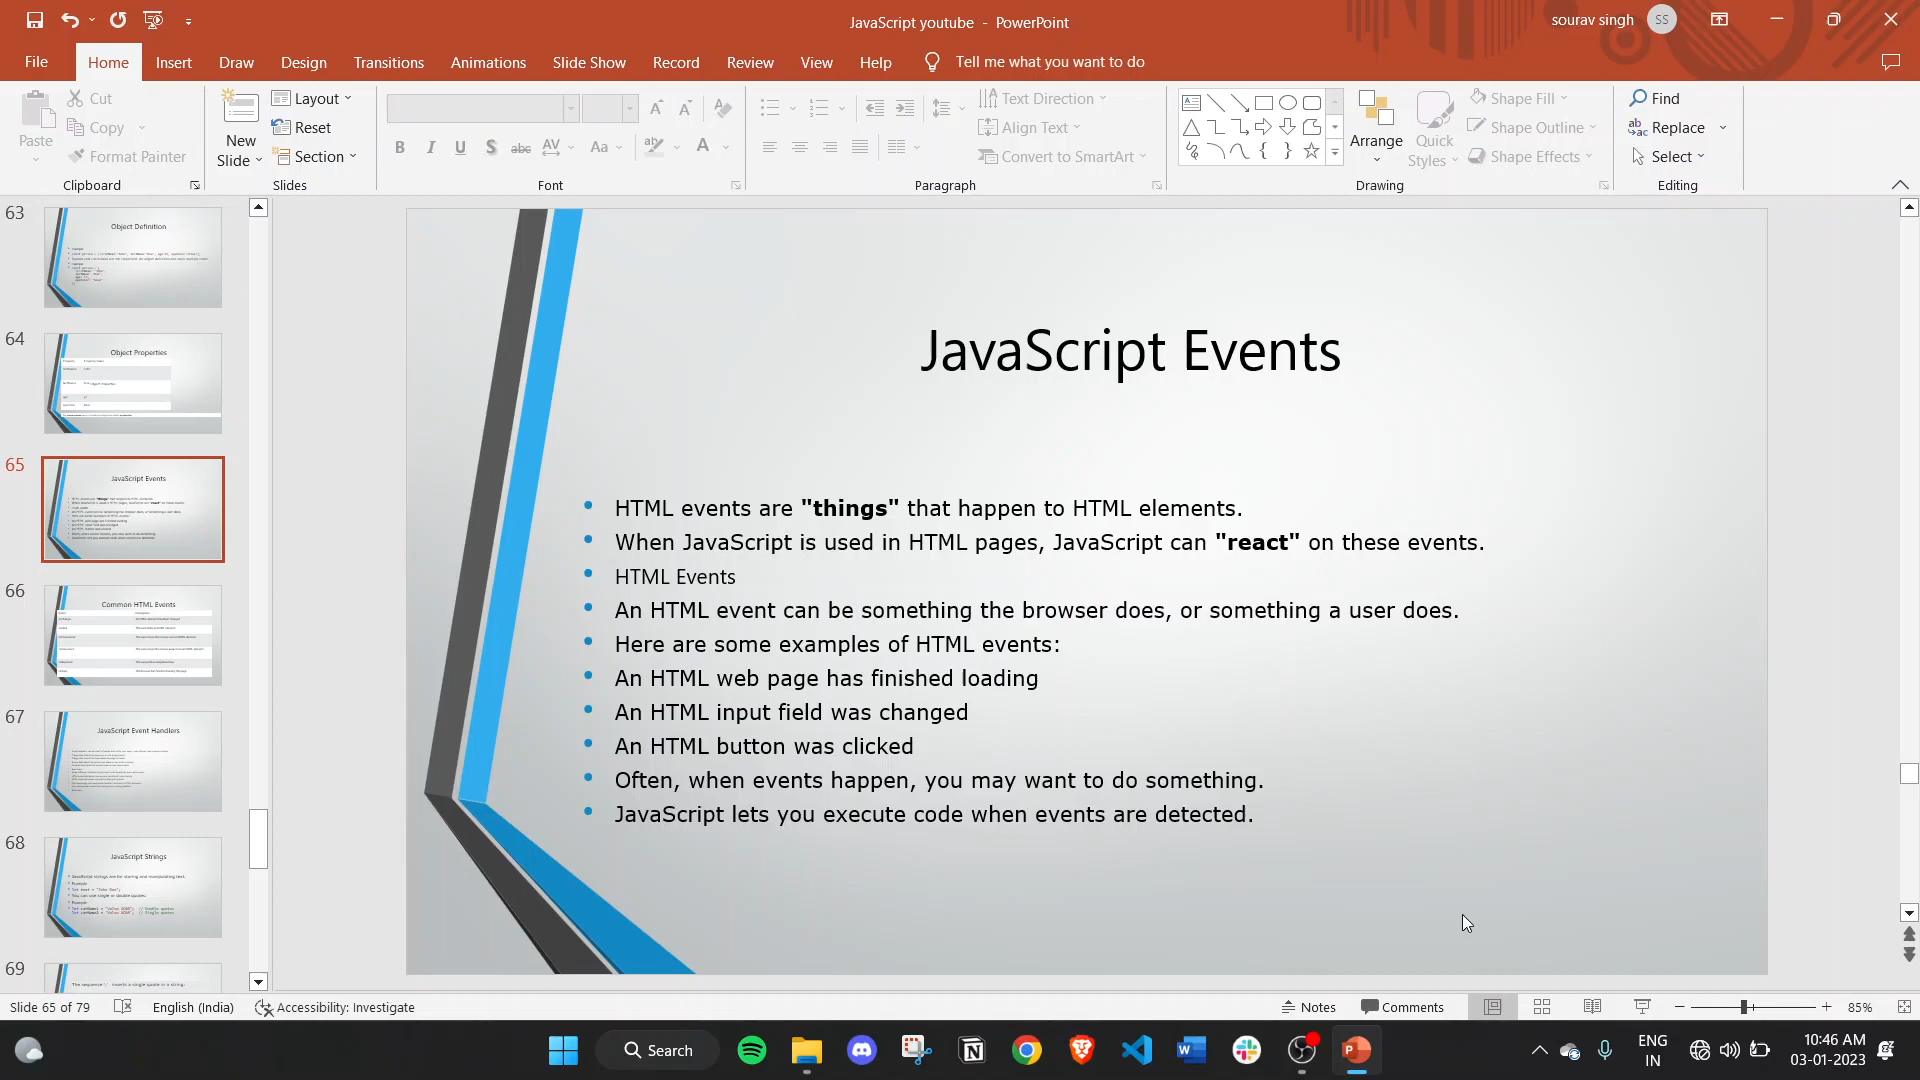 JavaScript youtube - PowerPoint
sourav singh
SS
File
Home
Insert
Draw
Design
Transitions
Animations
Slide Show
Record
Review
View
Help
Tell me what you want to do
Paste
Cut
Copy
Format Painter
Clipboard
New
Slide
Layout
Reset
Section
Slides
Font
Text Direction
Align Text
Convert to SmartArt
Paragraph
Arrange
Quick
Styles
Shape Fill
Shape Outline
Shape Effects
Drawing
Find
Replace
Select
Editing
63
Object Definition
64
Object Properties
65
JavaScript Events
66
Common HTML Events
67
JavaScript Event Handlers
68
JavaScript Strings
69
JavaScript Events
HTML events are "things" that happen to HTML elements.
When JavaScript is used in HTML pages, JavaScript can "react" on these events.
HTML Events
An HTML event can be something the browser does, or something a user does.
Here are some examples of HTML events:
An HTML web page has finished loading
An HTML input field was changed
An HTML button was clicked
Often, when events happen, you may want to do something.
JavaScript lets you execute code when events are detected.
Slide 65 of 79
English (India)
Accessibility: Investigate
Notes
Comments
85%
Search
ENG
IN
10:46 AM
03-01-2023